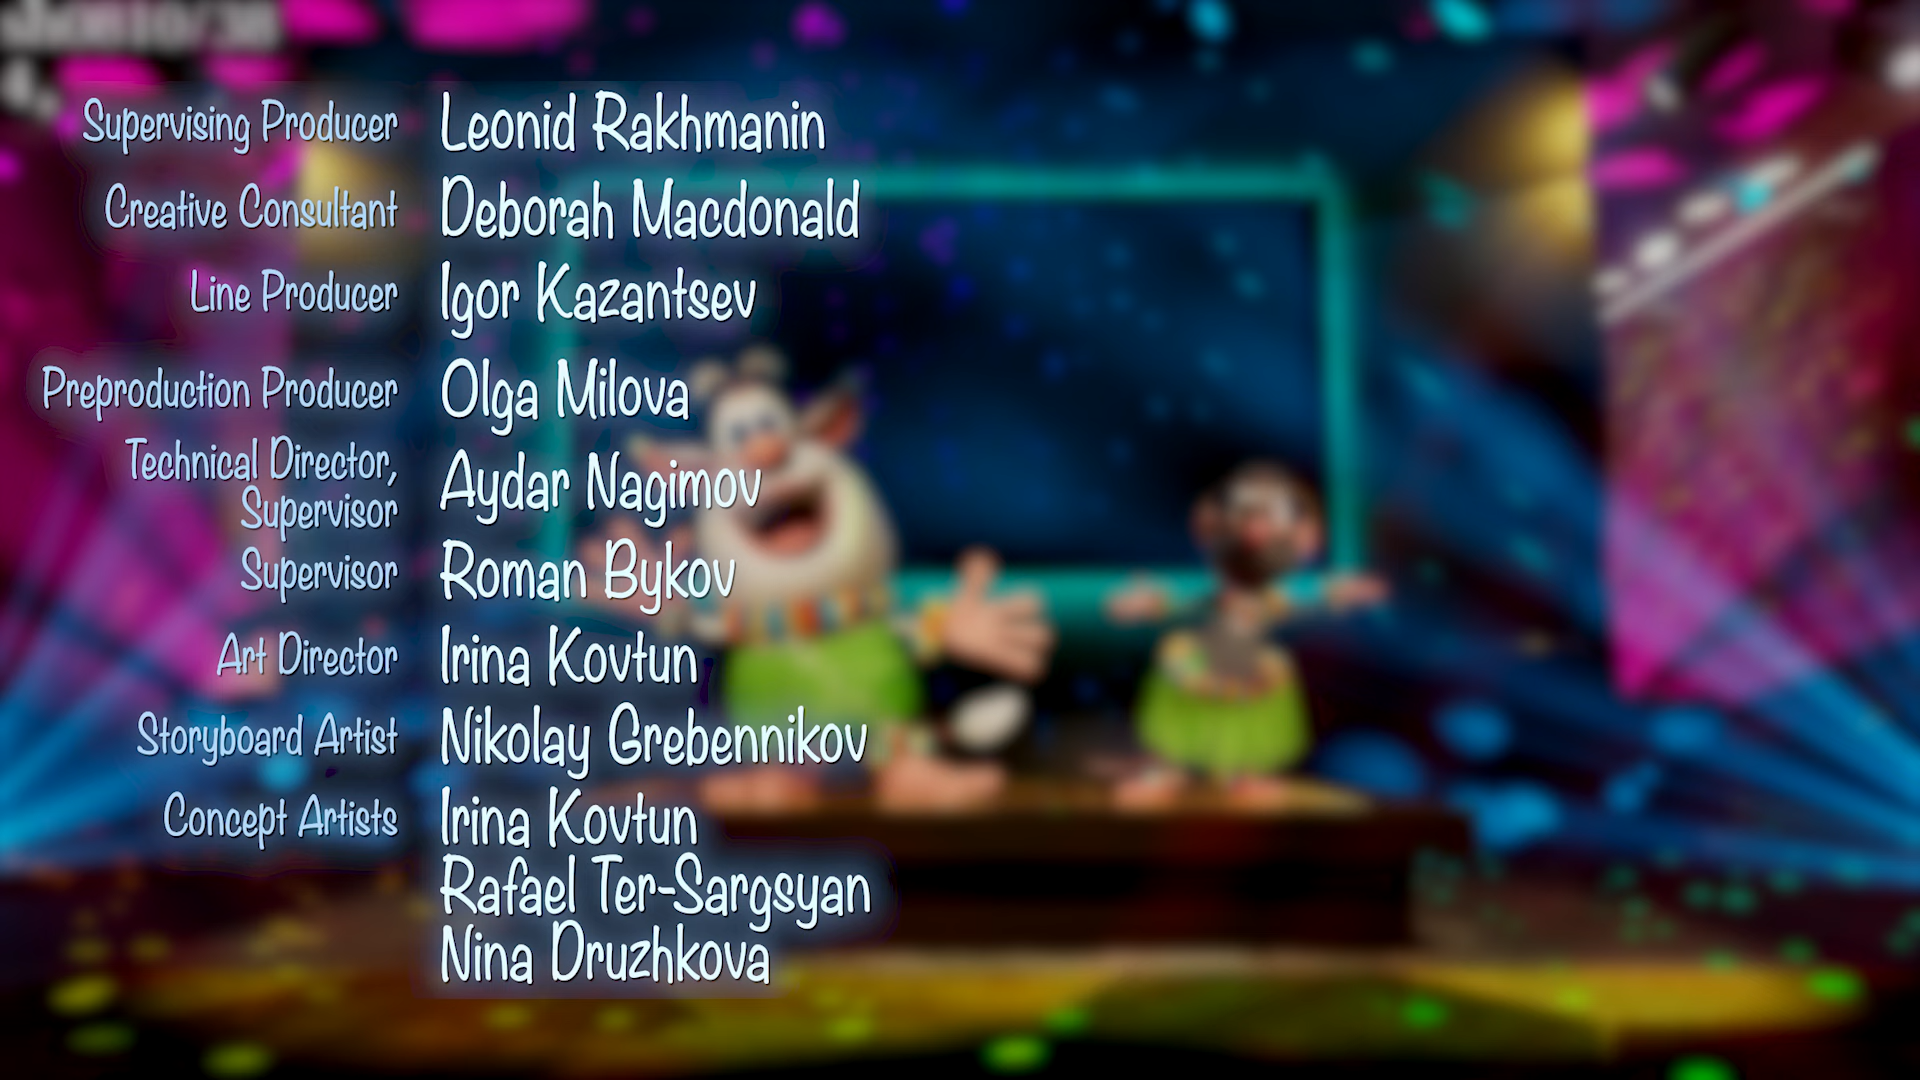 Supervising Producer Leonid Rakhmanin
Creative Consultant Deborah Macdonald
Line Producer Igor Kazantsev
Preproduction Producer Olga Milova
Technical Director,
Supervisor Aydar Nagimov
Supervisor Roman Bykov
Art Director Irina Kovtun
Storyboard Artist Nikolay Grebennikov
Concept Artists Irina Kovtun
Rafael Ter-Sargsyan
Nina Druzhkova